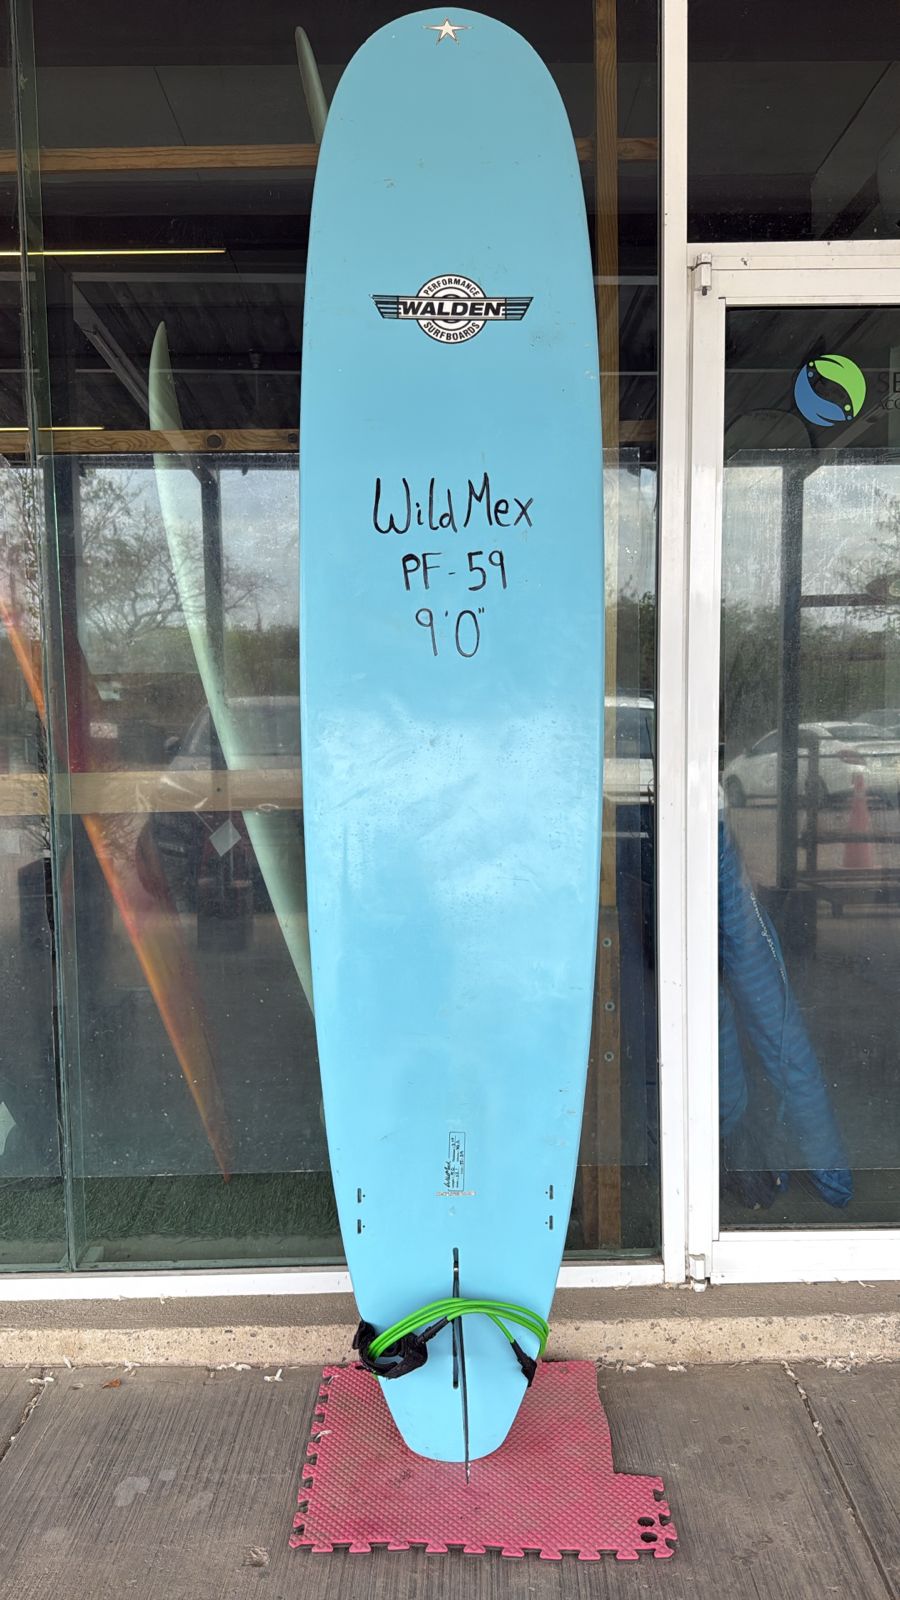 PERFORMANCE
WALDEN
SURFBOARDS
Wild Mex
PF-59
9'0"